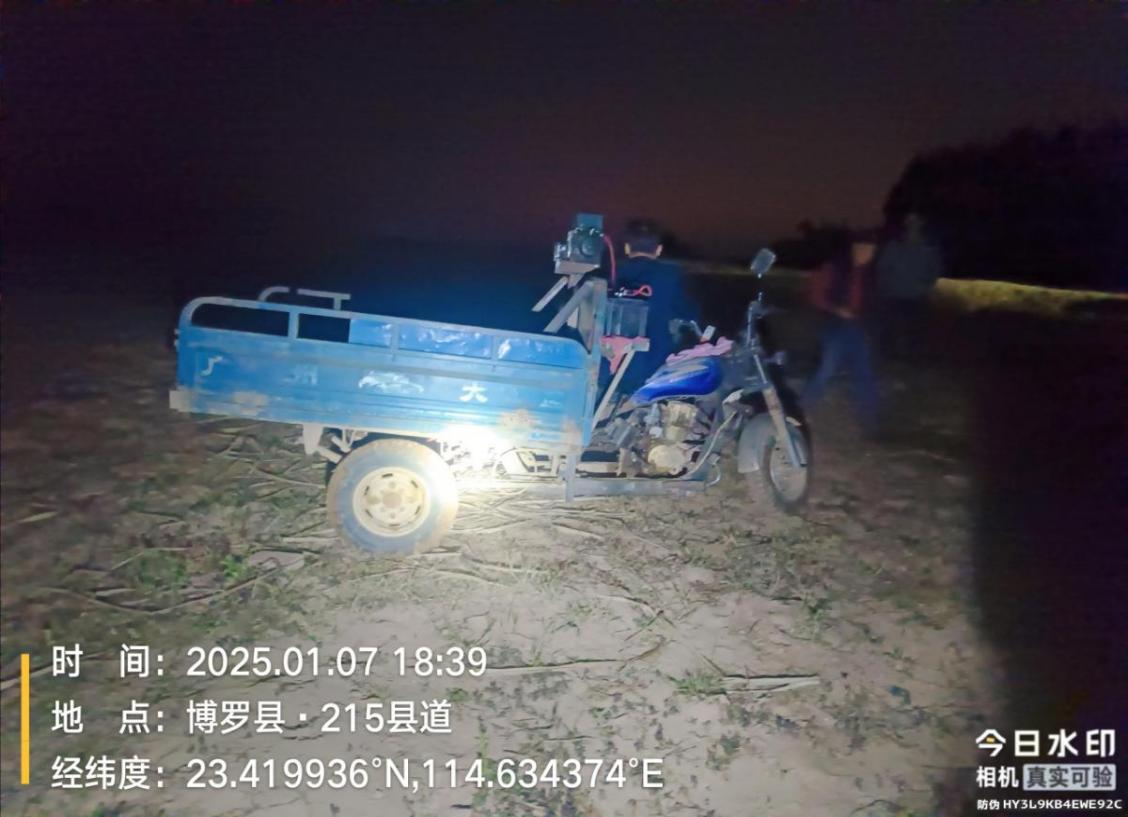 广 州 大
时 间：2025.01.07 18:39
地 点：博罗县·215县道
经纬度：23.419936°N,114.634374°E
今日水印
相机 真实可验
防伪 HY3L9KB4EWE92C